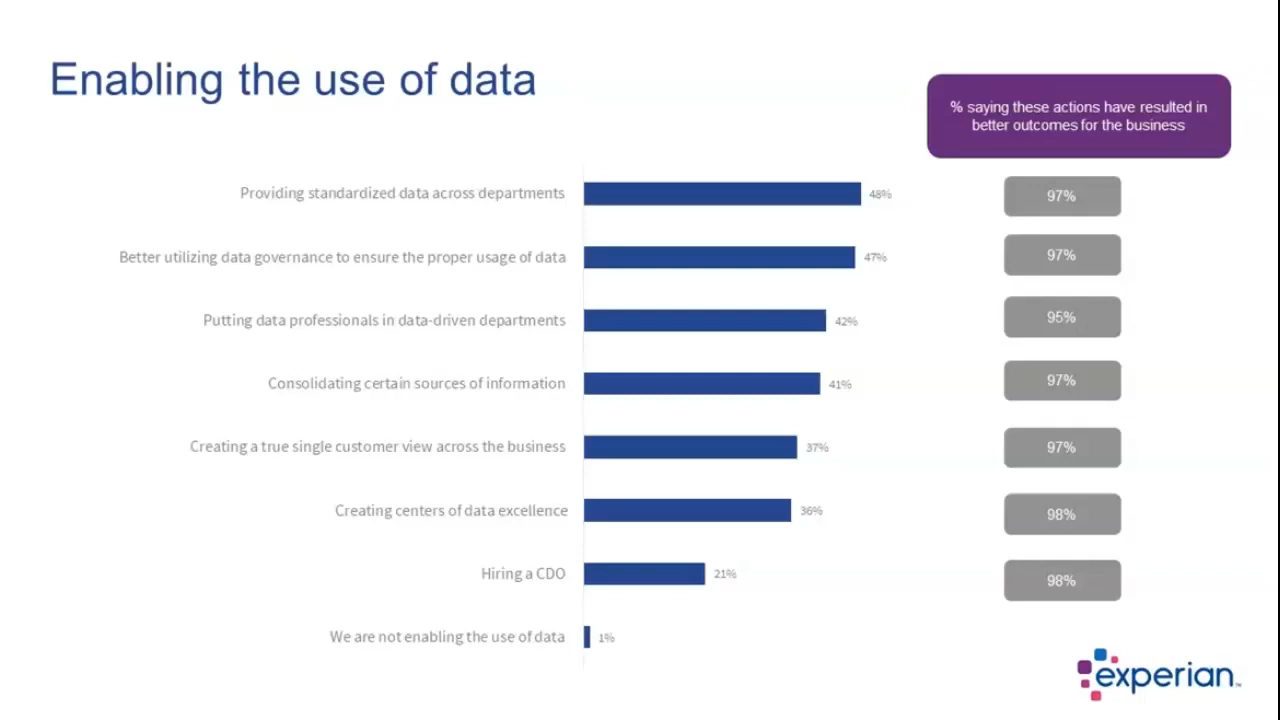 Enabling the use of data
% saying these actions have resulted in
better outcomes for the business
Providing standardized data across departments 48% 97%
Better utilizing data governance to ensure the proper usage of data 47% 97%
Putting data professionals in data-driven departments 42% 95%
Consolidating certain sources of information 41% 97%
Creating a true single customer view across the business 37% 97%
Creating centers of data excellence 36% 98%
Hiring a CDO 21% 98%
We are not enabling the use of data 1%
experian™